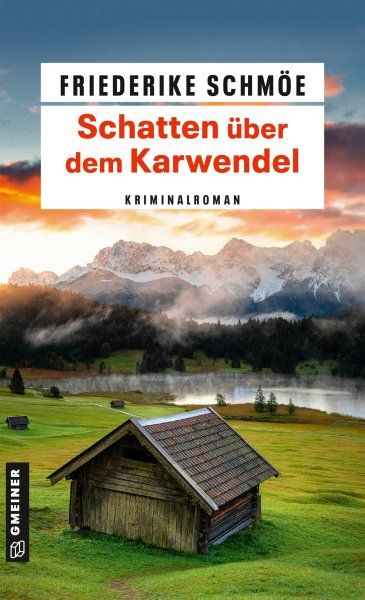 FRIEDERIKE SCHMÖE
Schatten über
dem Karwendel
KRIMINALROMAN
GMEINER